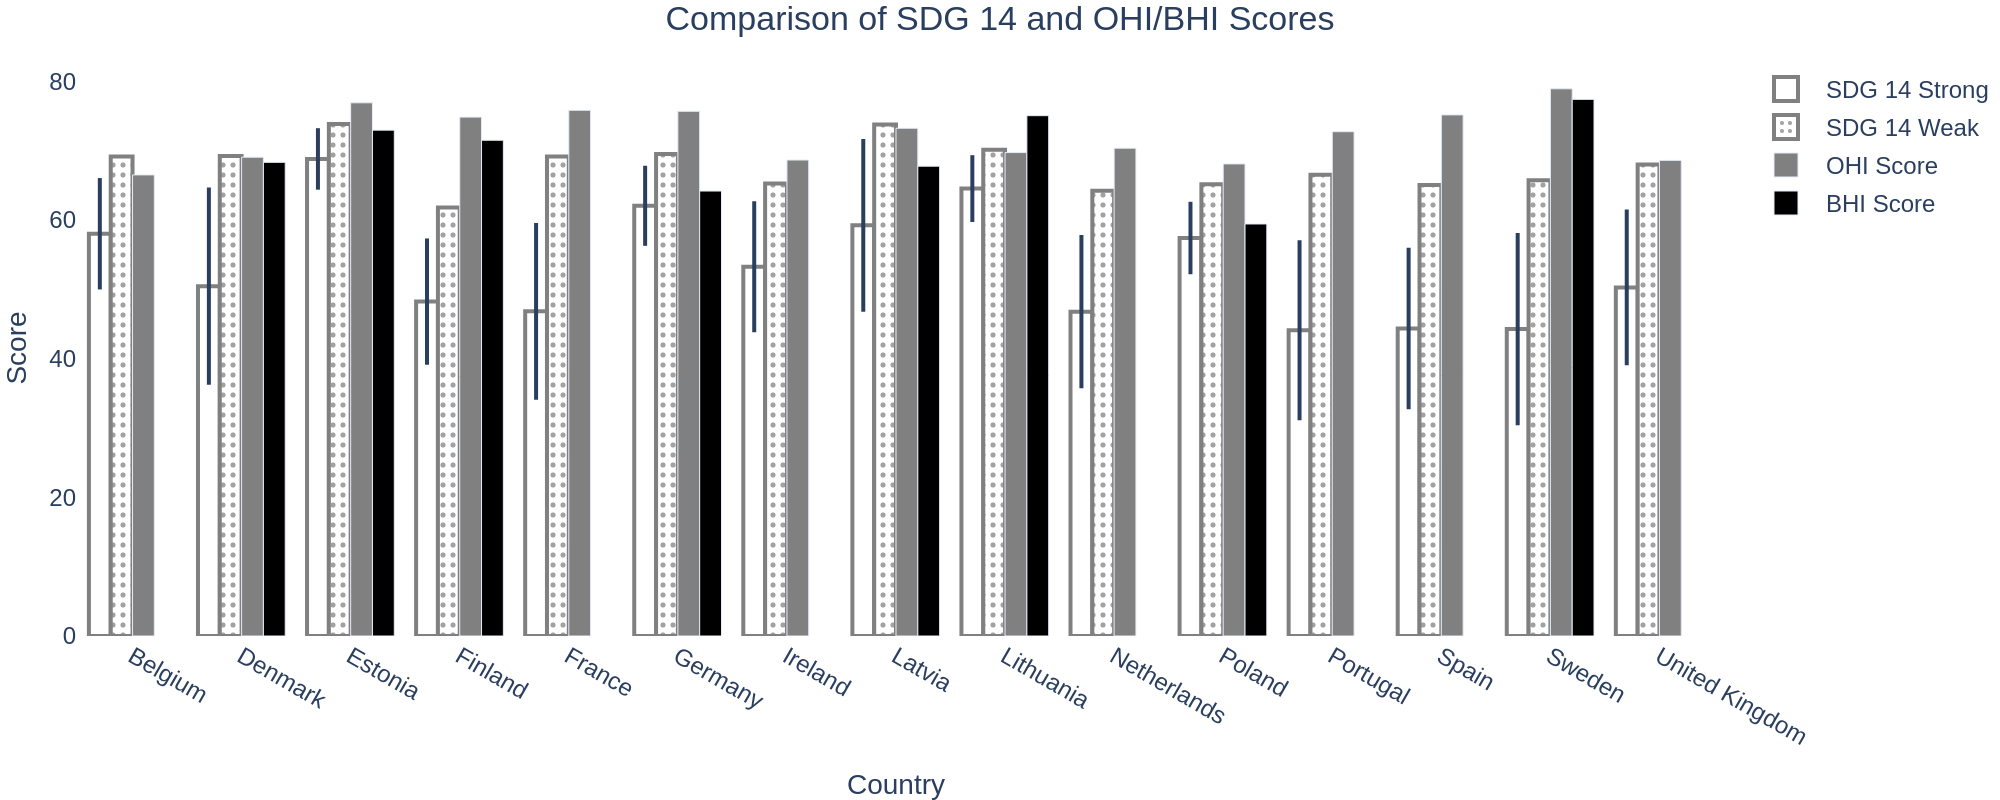 Comparison of SDG 14 and OHI/BHI Scores
80
60
40
20
0
Score
SDG 14 Strong
SDG 14 Weak
OHI Score
BHI Score
Belgium
Denmark
Estonia
Finland
France
Germany
Ireland
Latvia
Lithuania
Netherlands
Poland
Portugal
Spain
Sweden
United Kingdom
Country